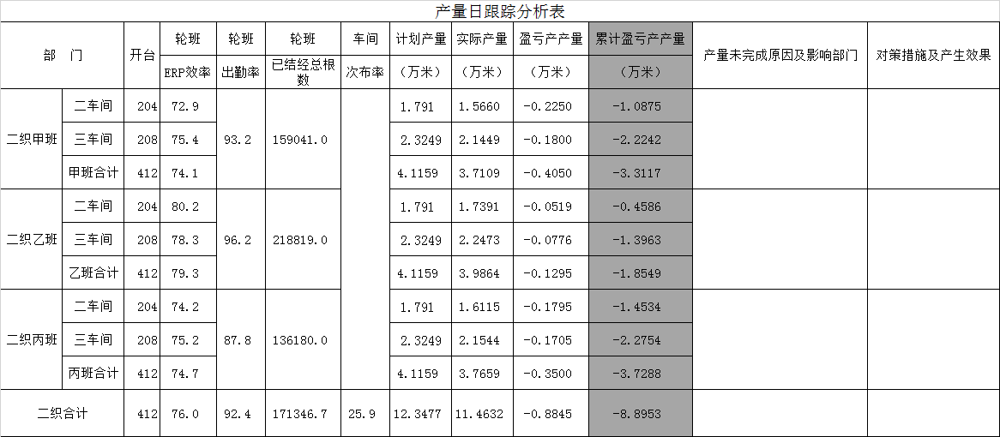 产量日跟踪分析表
部 门 开台 轮班 轮班 轮班 车间 计划产量 实际产量 盈亏产产量 累计盈亏产产量 产量未完成原因及影响部门 对策措施及产生效果
ERP效率 出勤率 已结经总根数 次布率 (万米) (万米) (万米) (万米)
二织甲班 二车间 204 72.9 93.2 159041.0 1.791 1.5660 -0.2250 -1.0875
三车间 208 75.4 2.3249 2.1449 -0.1800 -2.2242
甲班合计 412 74.1 4.1159 3.7109 -0.4050 -3.3117
二织乙班 二车间 204 80.2 96.2 218819.0 1.791 1.7391 -0.0519 -0.4586
三车间 208 78.3 2.3249 2.2473 -0.0776 -1.3963
乙班合计 412 79.3 4.1159 3.9864 -0.1295 -1.8549
二织丙班 二车间 204 74.2 87.8 136180.0 1.791 1.6115 -0.1795 -1.4534
三车间 208 75.2 2.3249 2.1544 -0.1705 -2.2754
丙班合计 412 74.7 4.1159 3.7659 -0.3500 -3.7288
二织合计 412 76.0 92.4 171346.7 25.9 12.3477 11.4632 -0.8845 -8.8953